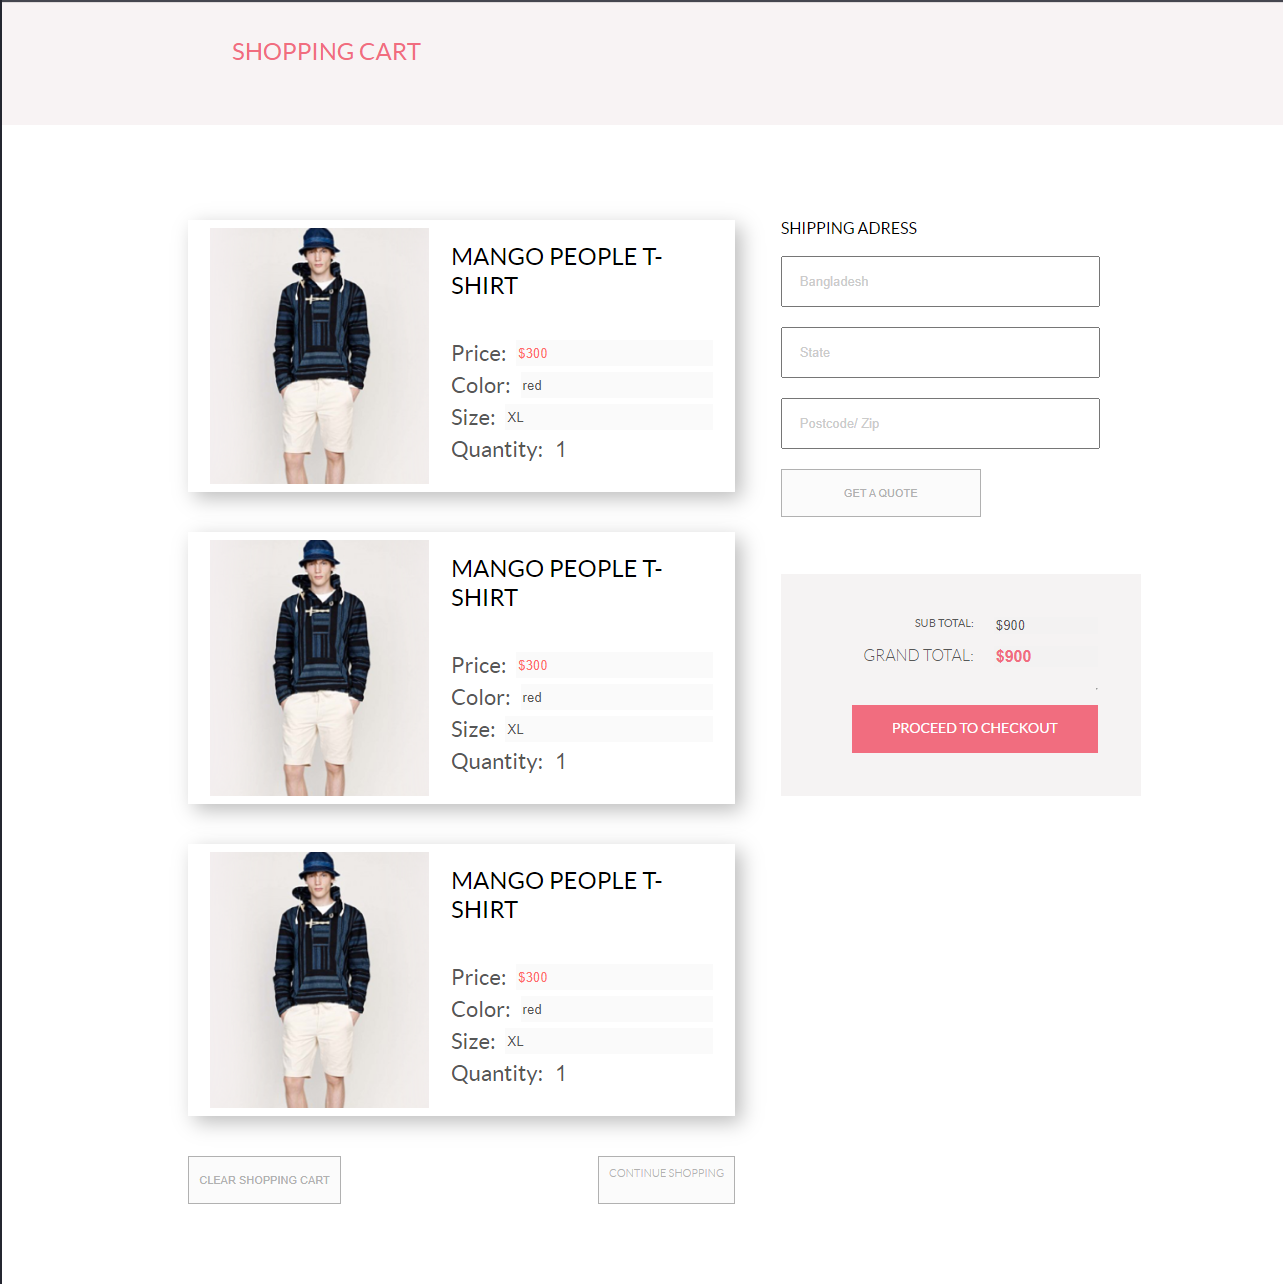 SHOPPING CART
MANGO PEOPLE T-
SHIRT
Price: $300
Color: red
Size: XL
Quantity: 1
MANGO PEOPLE T-
SHIRT
Price: $300
Color: red
Size: XL
Quantity: 1
MANGO PEOPLE T-
SHIRT
Price: $300
Color: red
Size: XL
Quantity: 1
CLEAR SHOPPING CART
CONTINUE SHOPPING
SHIPPING ADRESS
Bangladesh
State
Postcode/ Zip
GET A QUOTE
SUB TOTAL: $900
GRAND TOTAL: $900
.
PROCEED TO CHECKOUT